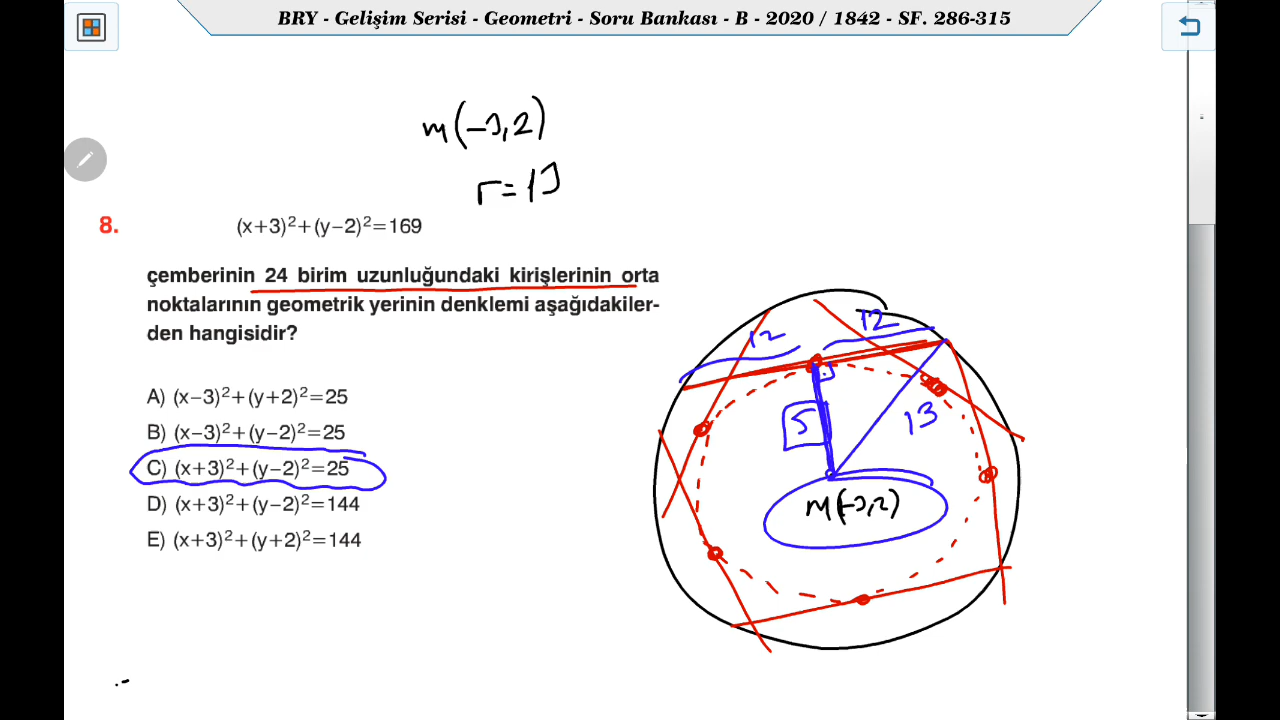 BRY - Gelişim Serisi - Geometri - Soru Bankası - B - 2020 / 1842 - SF. 286-315
m(-3,2)
r=13
8. (x+3)²+(y−2)²=169
çemberinin 24 birim uzunluğundaki kirişlerinin orta
noktalarının geometrik yerinin denklemi aşağıdakiler-
den hangisidir?
A) (x−3)²+(y+2)²=25
B) (x−3)²+(y−2)²=25
C) (x+3)²+(y−2)²=25
D) (x+3)²+(y−2)²=144
E) (x+3)²+(y+2)²=144
12
12
5
13
M(-3,2)